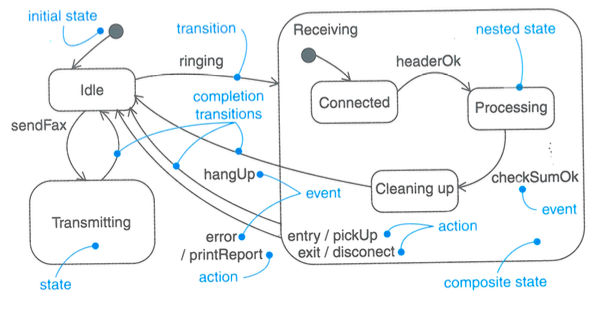 initial state
transition
Receiving
nested state
ringing
headerOk
Idle
completion
transitions
Connected
Processing
sendFax
hangUp
Cleaning up
checkSumOk
event
event
Transmitting
error
/ printReport
entry / pickUp
exit / disconect
action
state
action
composite state